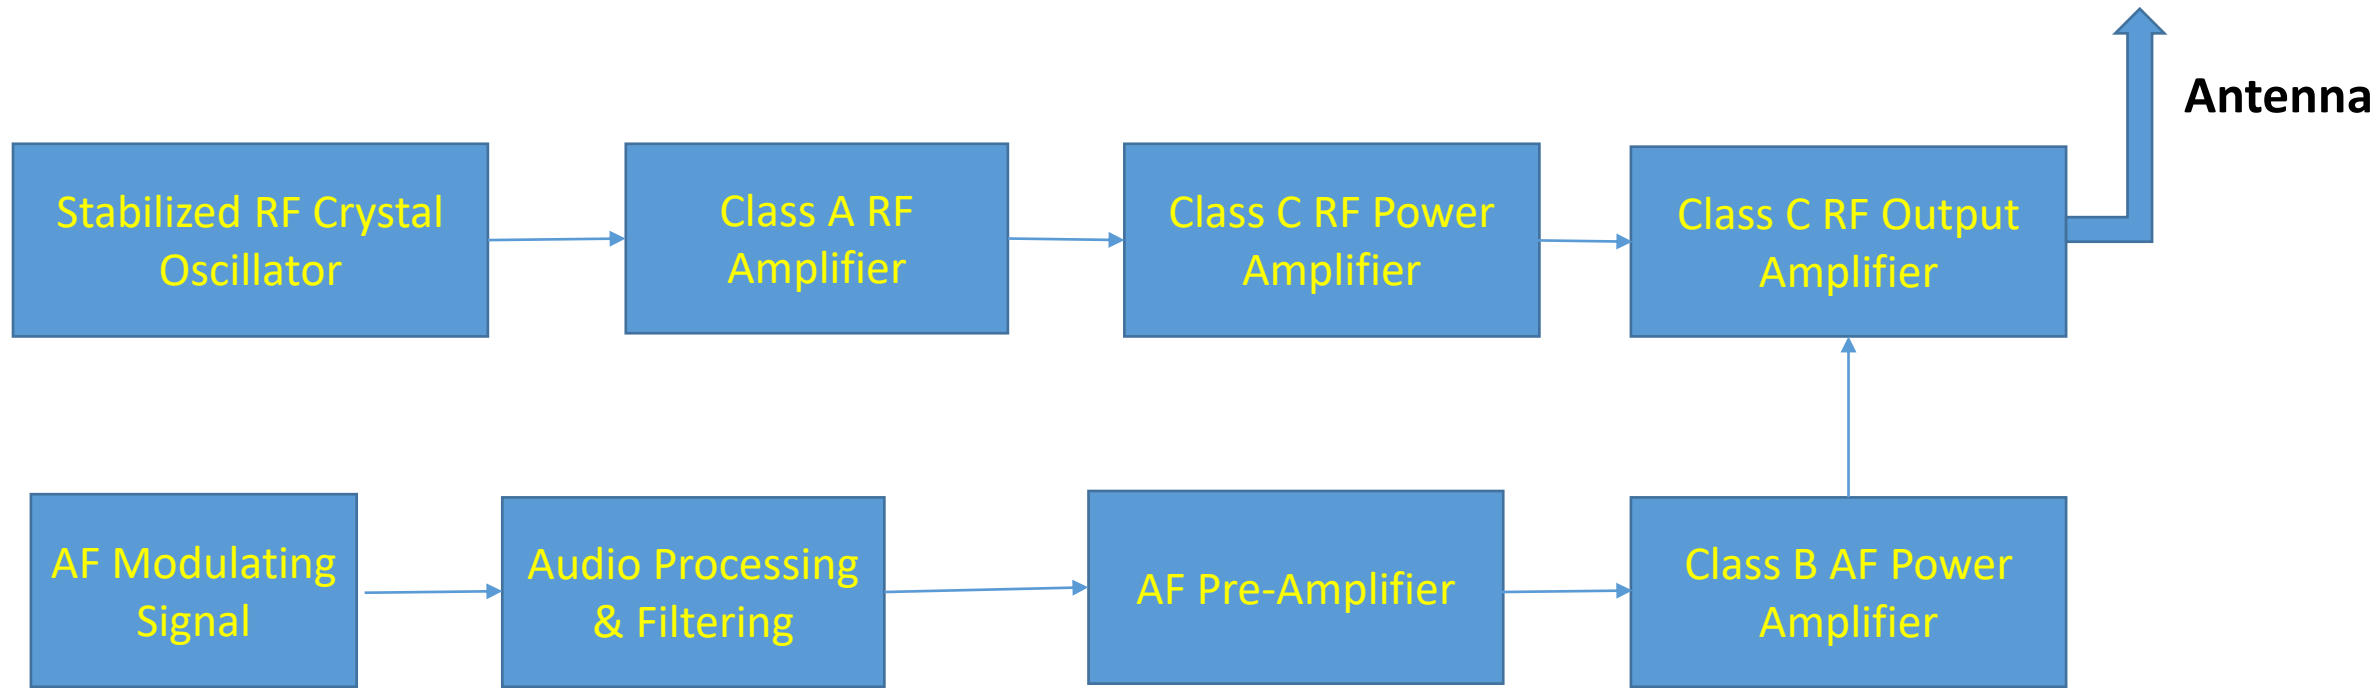 Antenna
Stabilized RF Crystal
Oscillator
Class A RF
Amplifier
Class C RF Power
Amplifier
Class C RF Output
Amplifier
AF Modulating
Signal
Audio Processing
& Filtering
AF Pre-Amplifier
Class B AF Power
Amplifier